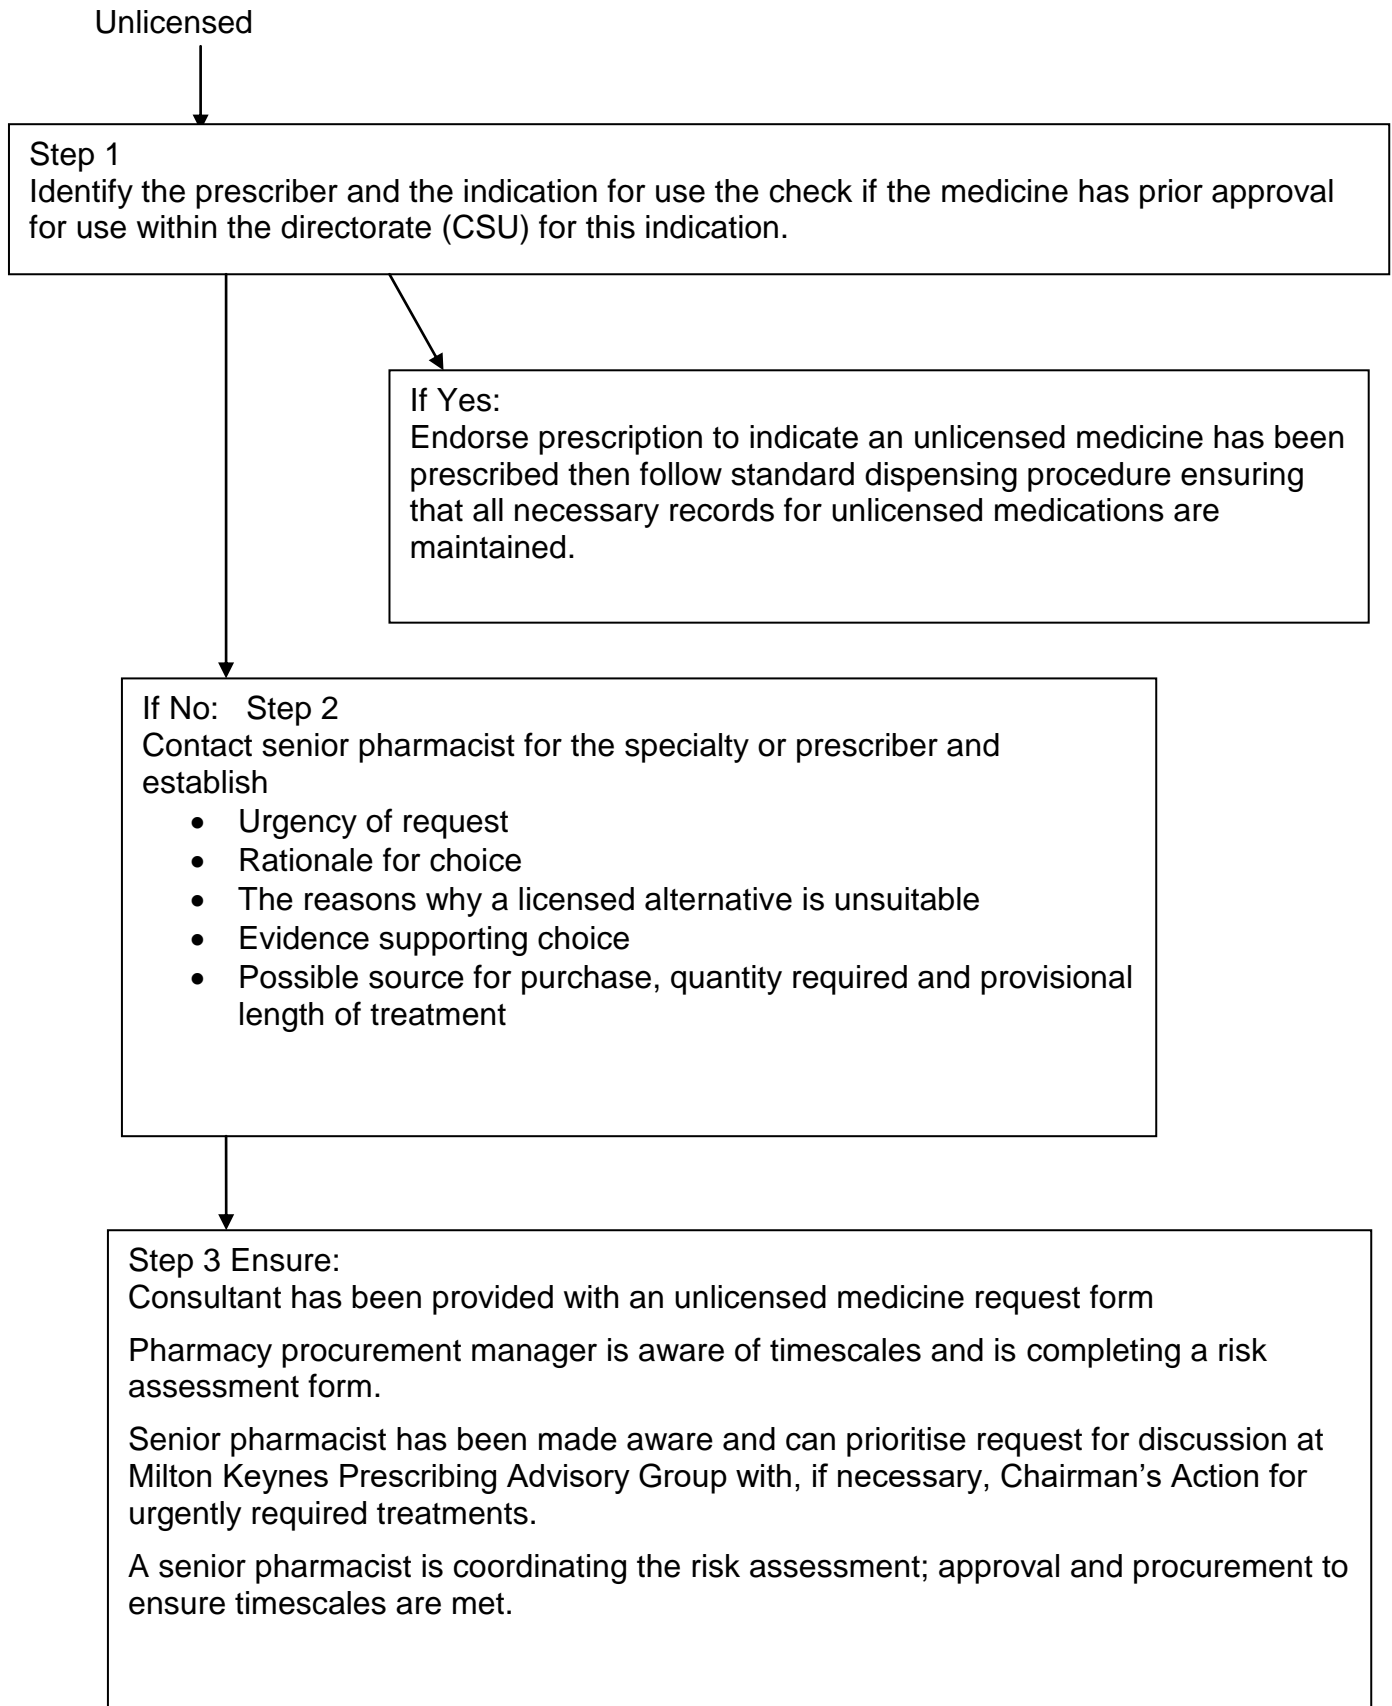 Unlicensed
Step 1
Identify the prescriber and the indication for use the check if the medicine has prior approval
for use within the directorate (CSU) for this indication.
If Yes:
Endorse prescription to indicate an unlicensed medicine has been
prescribed then follow standard dispensing procedure ensuring
that all necessary records for unlicensed medications are
maintained.
If No: Step 2
Contact senior pharmacist for the specialty or prescriber and
establish
• Urgency of request
• Rationale for choice
• The reasons why a licensed alternative is unsuitable
• Evidence supporting choice
• Possible source for purchase, quantity required and provisional
length of treatment
Step 3 Ensure:
Consultant has been provided with an unlicensed medicine request form
Pharmacy procurement manager is aware of timescales and is completing a risk
assessment form.
Senior pharmacist has been made aware and can prioritise request for discussion at
Milton Keynes Prescribing Advisory Group with, if necessary, Chairman’s Action for
urgently required treatments.
A senior pharmacist is coordinating the risk assessment; approval and procurement to
ensure timescales are met.